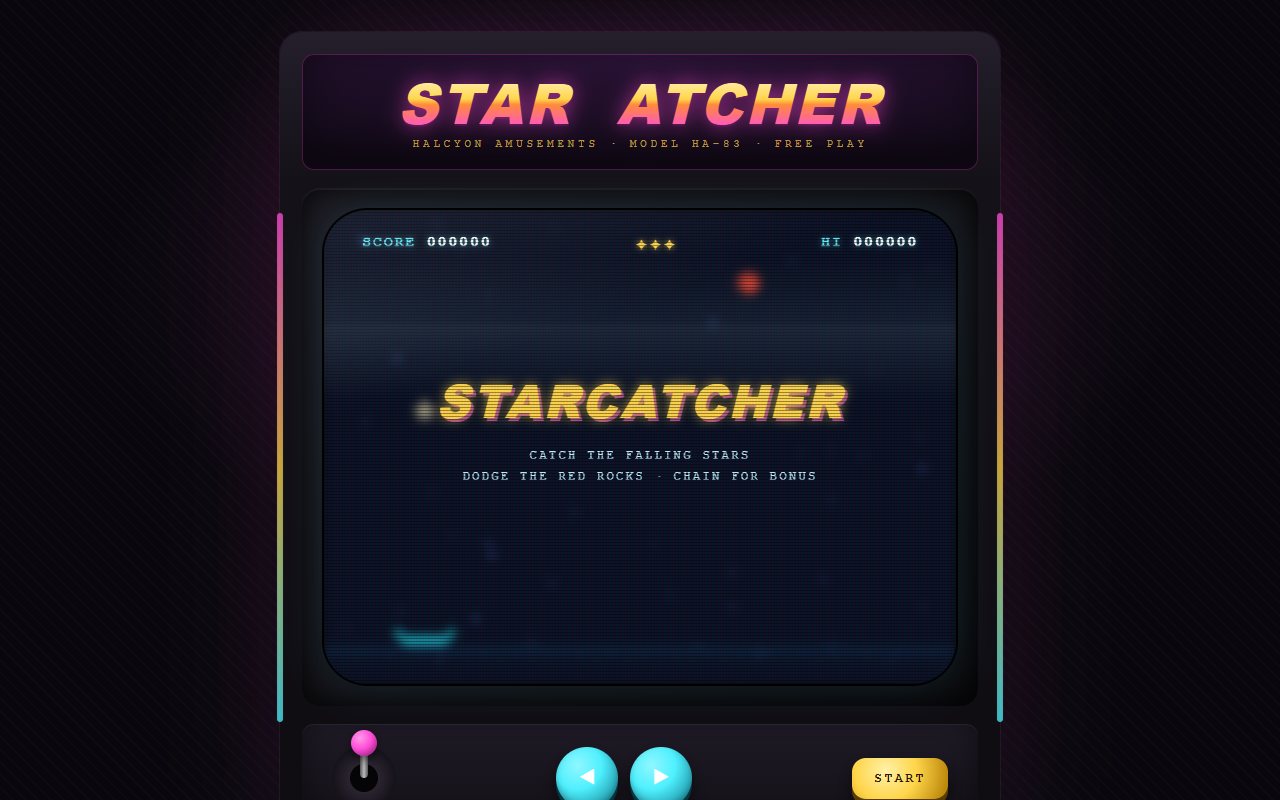 STAR ATCHER
HALCYON AMUSEMENTS · MODEL HA-83 · FREE PLAY
SCORE 000000
HI 000000
STARCATCHER
CATCH THE FALLING STARS
DODGE THE RED ROCKS · CHAIN FOR BONUS
START